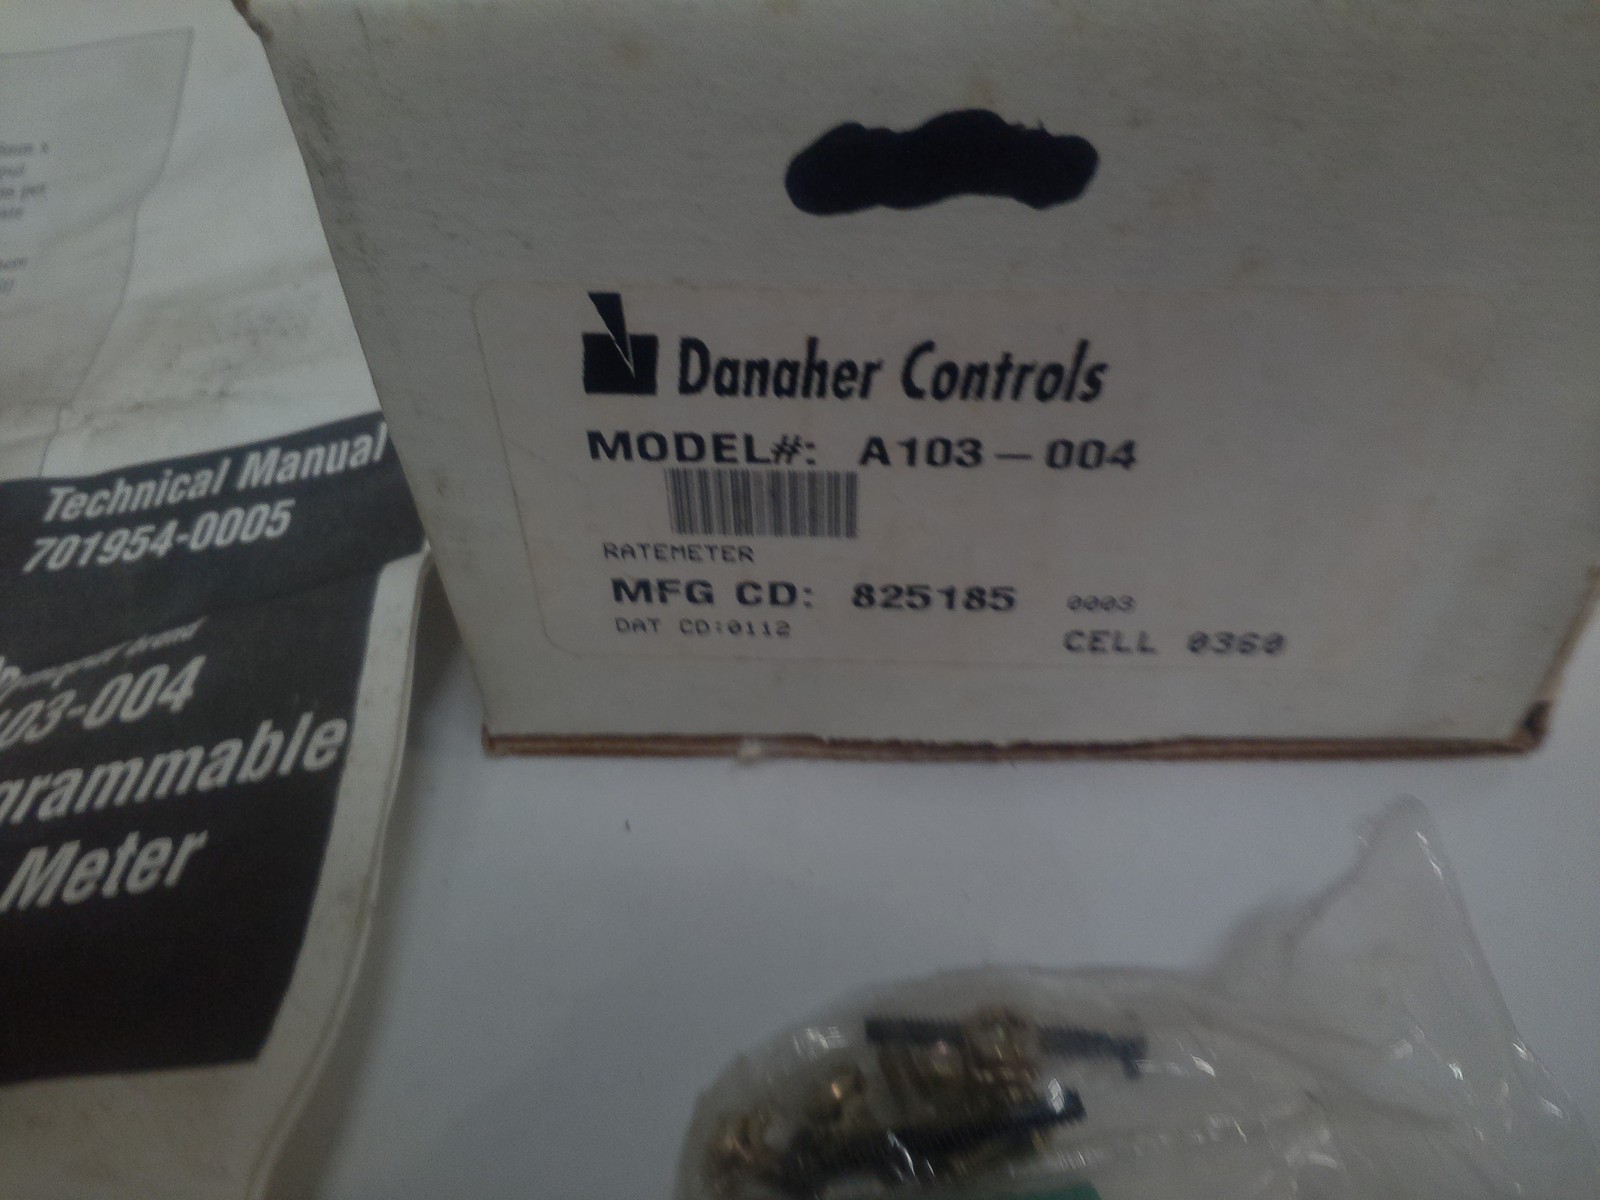 Danaher Controls
MODEL#: A103-004
RATEMETER
MFG CD: 825185 0003
DAT CD:0112
CELL 0360
Technical Manual
701954-0005
03-004
grammable
Meter